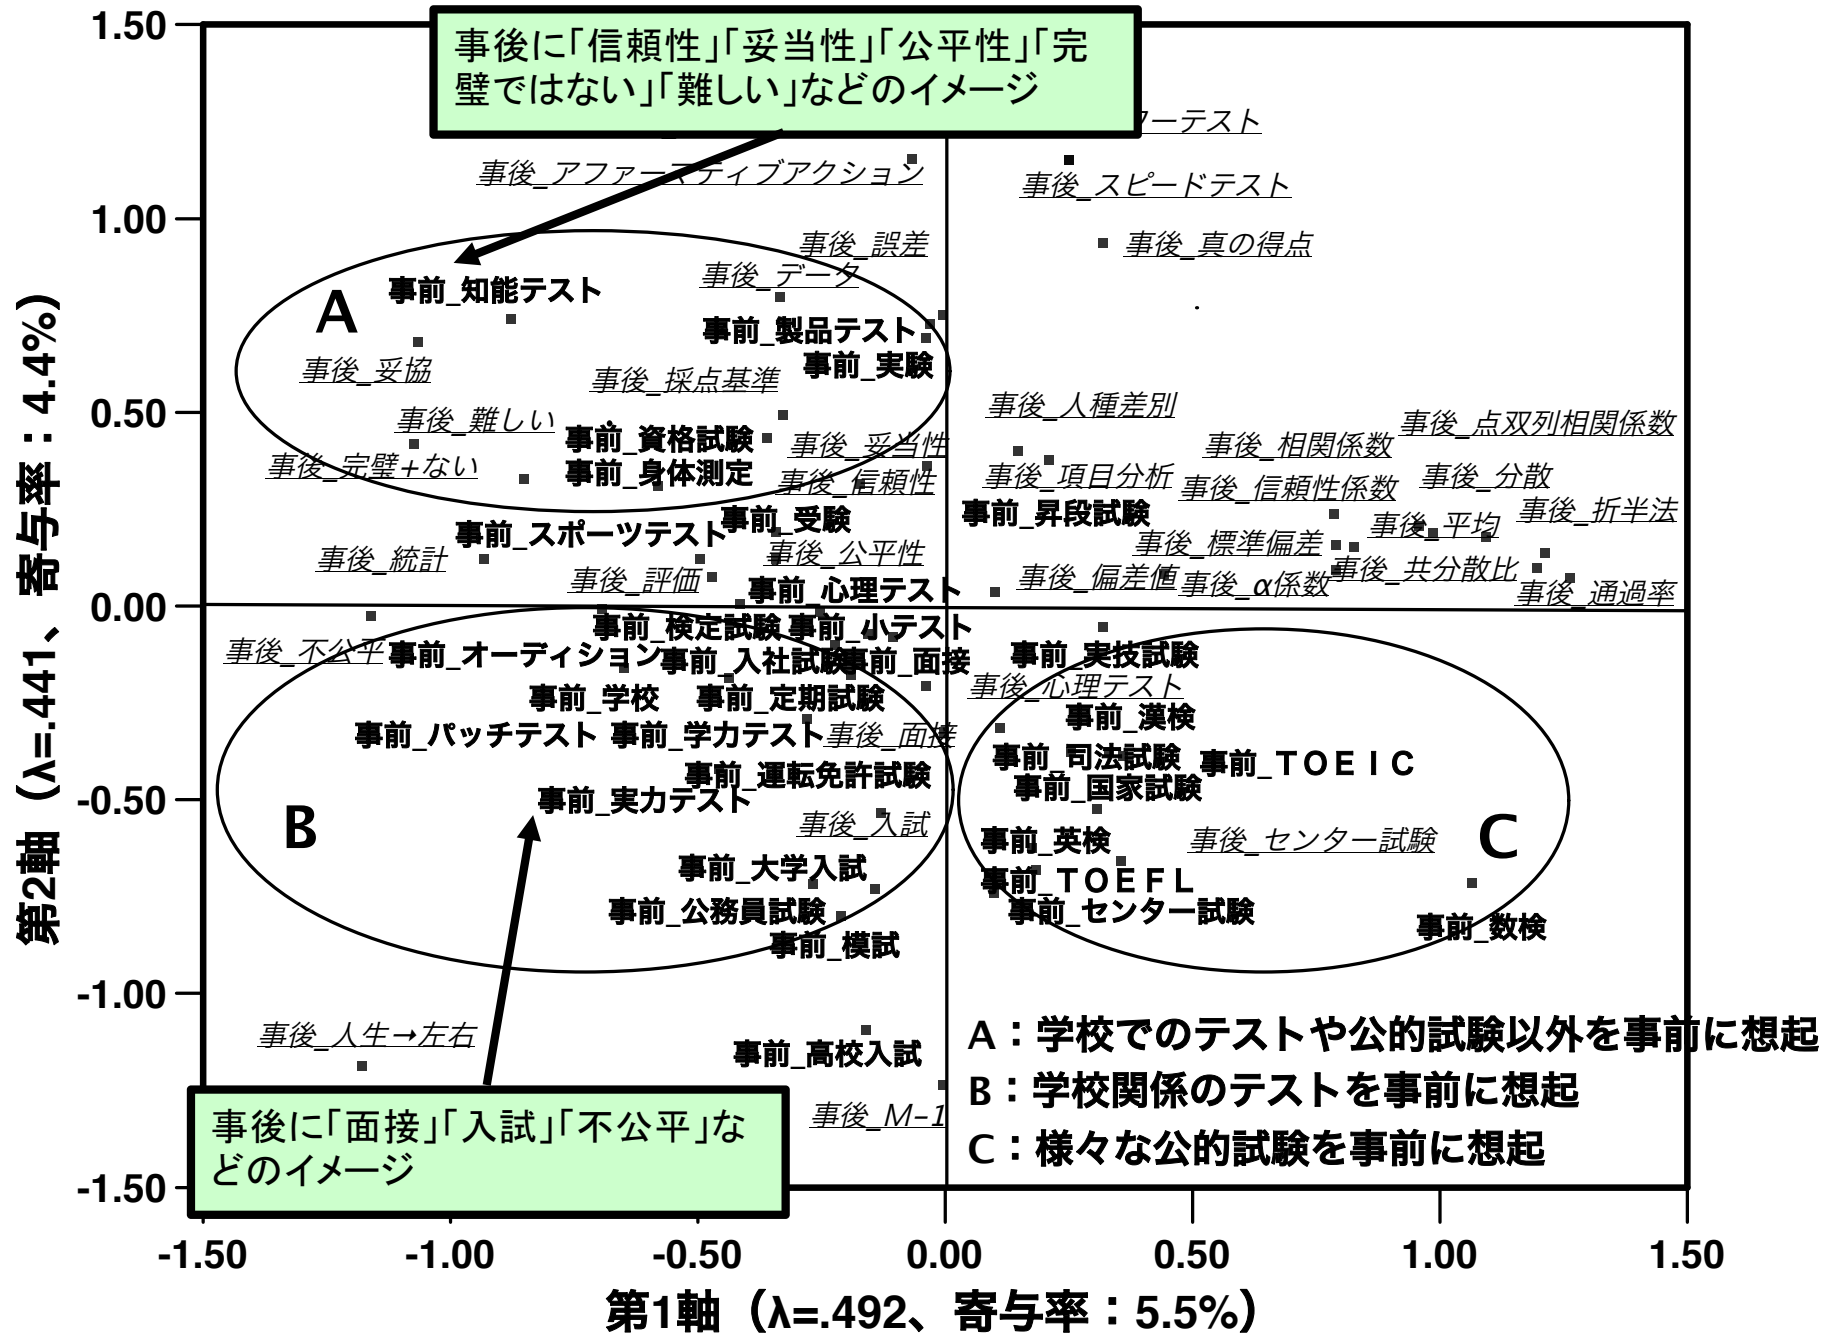 1.50
事後に「信頼性」「妥当性」「公平性」「完
璧ではない」「難しい」などのイメージ
ーテスト
事後_アファーマティブアクション
事後_スピードテスト
1.00
事後_誤差
事後_真の得点
事後_データ
事前_知能テスト
A
事前_製品テスト
事前_実験
事後_妥協
事後_採点基準
0.50
事後_人種差別
事後_難しい
事後_点双列相関係数
事前_資格試験
事後_妥当性
事後_相関係数
事後_完璧+ない
事前_身体測定
事後_信頼性
事後_項目分析
事後_信頼性係数
事後_分散
事前_スポーツテスト
事前_受験
事前_昇段試験
事後_平均
事後_折半法
事後_統計
事後_公平性
事後_標準偏差
事後_評価
事前_心理テスト
事後_偏差値
事後_α係数
事後_共分散比
事後_通過率
0.00
事前_検定試験
事前_小テスト
事後_不公平
事前_オーディション
事前_入社試験
事前_面接
事前_実技試験
事後_心理テスト
事前_学校
事前_定期試験
事前_漢検
事前_パッチテスト
事前_学力テスト
事後_面接
事前_司法試験
事前_TOEIC
事前_運転免許試験
事前_国家試験
-0.50
事前_実力テスト
B
事後_入試
事前_英検
事後_センター試験
C
事前_大学入試
事前_TOEFL
事前_公務員試験
事前_センター試験
事前_数検
事前_模試
-1.00
事後_人生→左右
事前_高校入試
A：学校でのテストや公的試験以外を事前に想起
B：学校関係のテストを事前に想起
事後_M-1
C：様々な公的試験を事前に想起
事後に「面接」「入試」「不公平」な
どのイメージ
-1.50
-1.50
-1.00
-0.50
0.00
0.50
1.00
1.50
第1軸（λ=.492、寄与率：5.5%）
第2軸（λ=.441、寄与率：4.4%）